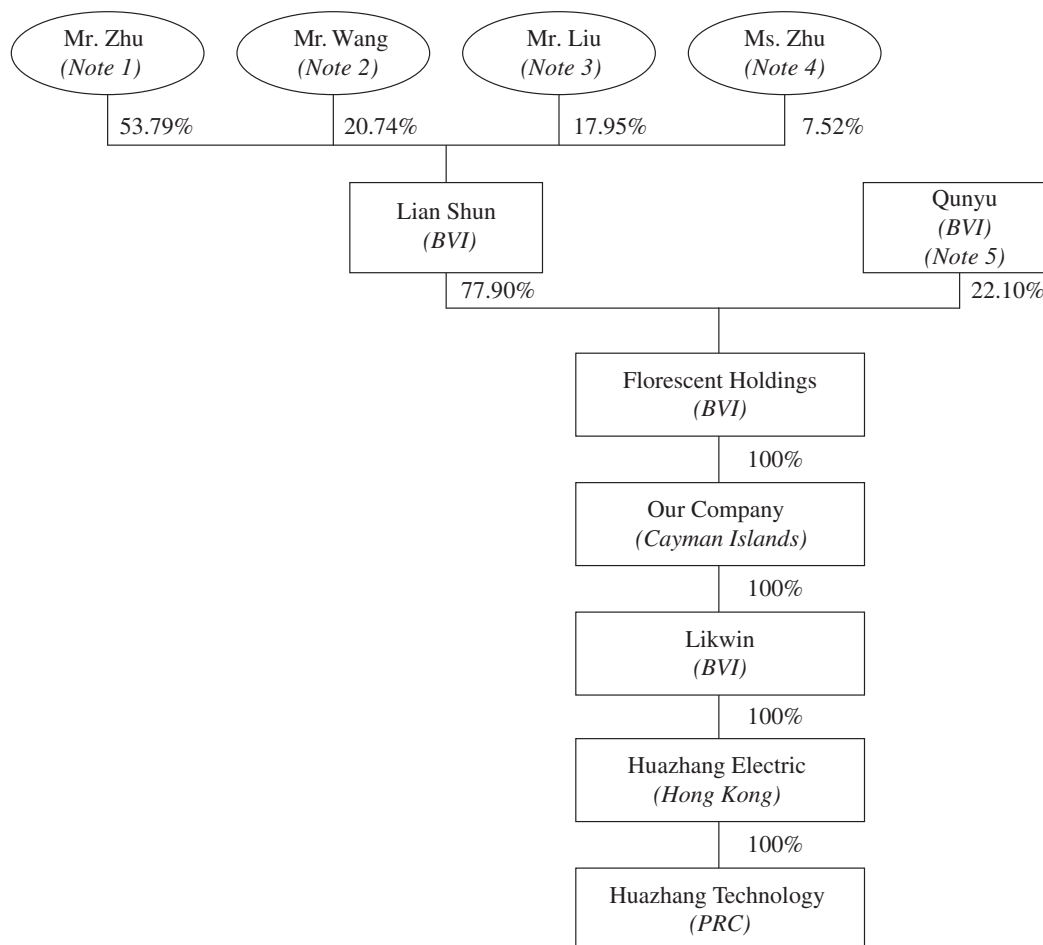 Mr. Zhu
(Note 1)
Mr. Wang
(Note 2)
Mr. Liu
(Note 3)
Ms. Zhu
(Note 4)
53.79%
20.74%
17.95%
7.52%
Lian Shun
(BVI)
Qunyu
(BVI)
(Note 5)
77.90%
22.10%
Florescent Holdings
(BVI)
100%
Our Company
(Cayman Islands)
100%
Likwin
(BVI)
100%
Huazhang Electric
(Hong Kong)
100%
Huazhang Technology
(PRC)